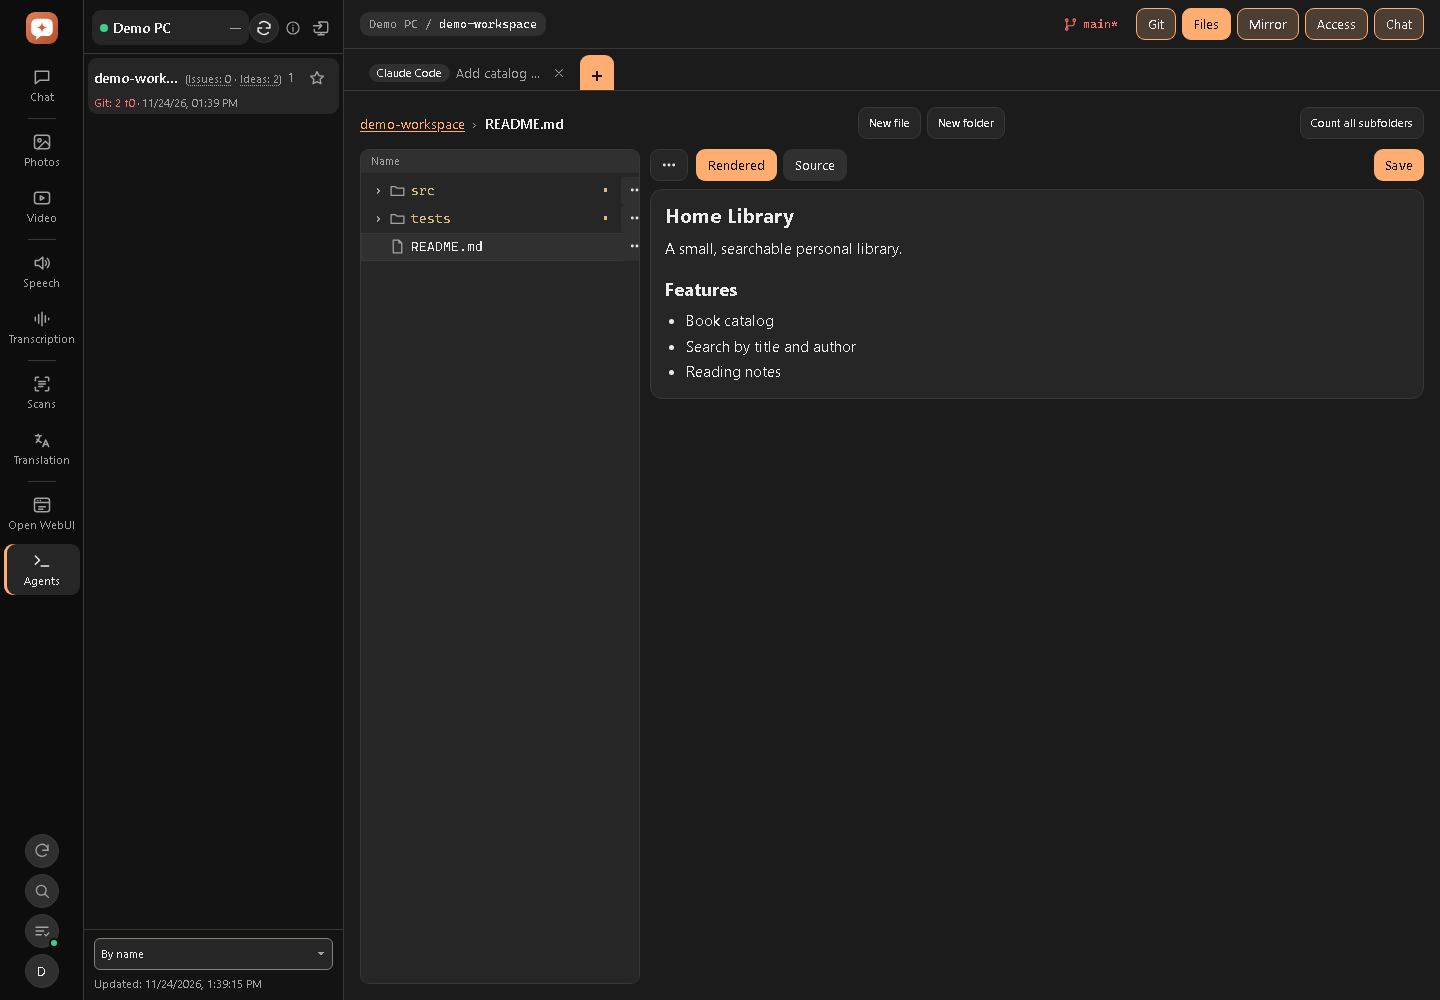 Chat
Photos
Video
Speech
Transcription
Scans
Translation
Open WebUI
Agents
D
Demo PC
demo-work... (Issues: 0 · Ideas: 2) 1
Git: 2 ↑0 · 11/24/26, 01:39 PM
By name
Updated: 11/24/2026, 1:39:15 PM
Demo PC / demo-workspace
main*
Git
Files
Mirror
Access
Chat
Claude Code Add catalog ...
+
demo-workspace › README.md
New file
New folder
Count all subfolders
Name
src
tests
README.md
Rendered
Source
Save
Home Library
A small, searchable personal library.
Features
• Book catalog
• Search by title and author
• Reading notes